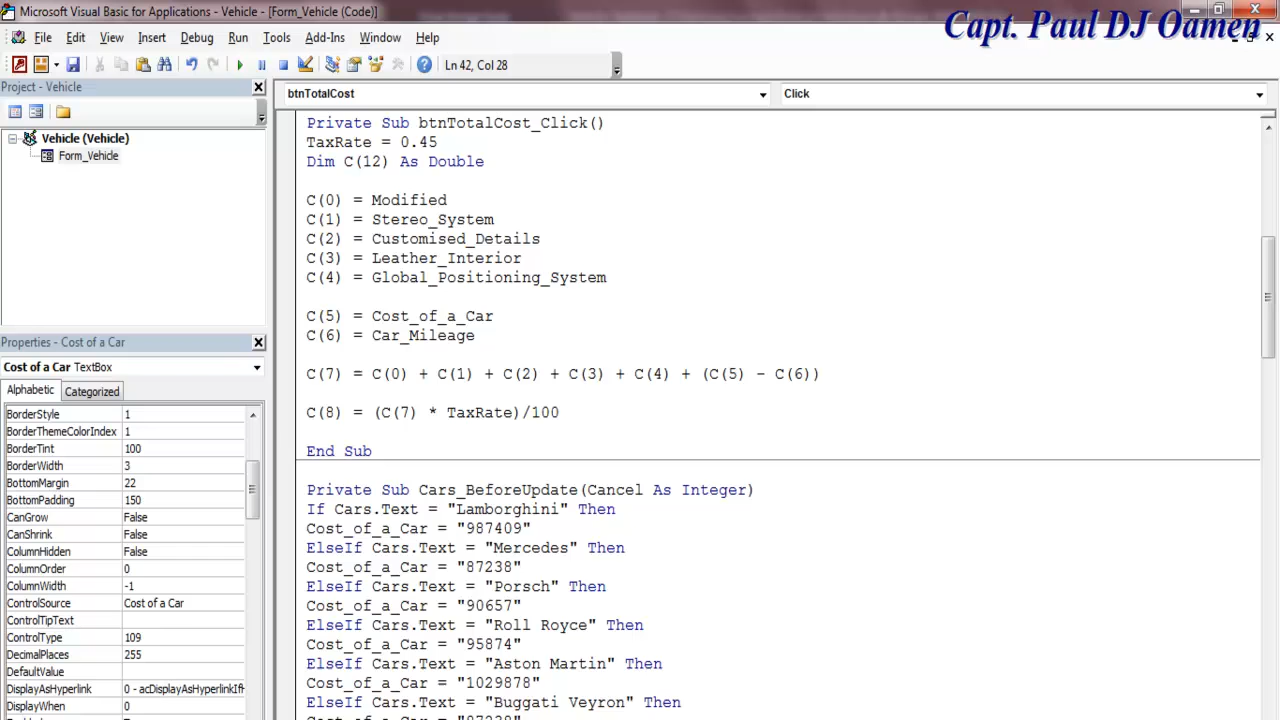 Microsoft Visual Basic for Applications - Vehicle - [Form_Vehicle (Code)]
Capt. Paul DJ Oamen
File Edit View Insert Debug Run Tools Add-Ins Window Help
Ln 42, Col 28
Project - Vehicle
btnTotalCost
Click
Vehicle (Vehicle)
Form_Vehicle
Private Sub btnTotalCost_Click()
TaxRate = 0.45
Dim C(12) As Double
C(0) = Modified
C(1) = Stereo_System
C(2) = Customised_Details
C(3) = Leather_Interior
C(4) = Global_Positioning_System
C(5) = Cost_of_a_Car
C(6) = Car_Mileage
C(7) = C(0) + C(1) + C(2) + C(3) + C(4) + (C(5) - C(6))
C(8) = (C(7) * TaxRate)/100
End Sub
Private Sub Cars_BeforeUpdate(Cancel As Integer)
If Cars.Text = "Lamborghini" Then
Cost_of_a_Car = "987409"
ElseIf Cars.Text = "Mercedes" Then
Cost_of_a_Car = "87238"
ElseIf Cars.Text = "Porsch" Then
Cost_of_a_Car = "90657"
ElseIf Cars.Text = "Roll Royce" Then
Cost_of_a_Car = "95874"
ElseIf Cars.Text = "Aston Martin" Then
Cost_of_a_Car = "1029878"
ElseIf Cars.Text = "Buggati Veyron" Then
Properties - Cost of a Car
Cost of a Car TextBox
Alphabetic Categorized
BorderStyle 1
BorderThemeColorIndex 1
BorderTint 100
BorderWidth 3
BottomMargin 22
BottomPadding 150
CanGrow False
CanShrink False
ColumnHidden False
ColumnOrder 0
ColumnWidth -1
ControlSource Cost of a Car
ControlTipText
ControlType 109
DecimalPlaces 255
DefaultValue
DisplayAsHyperlink 0 - acDisplayAsHyperlinkIfH
DisplayWhen 0